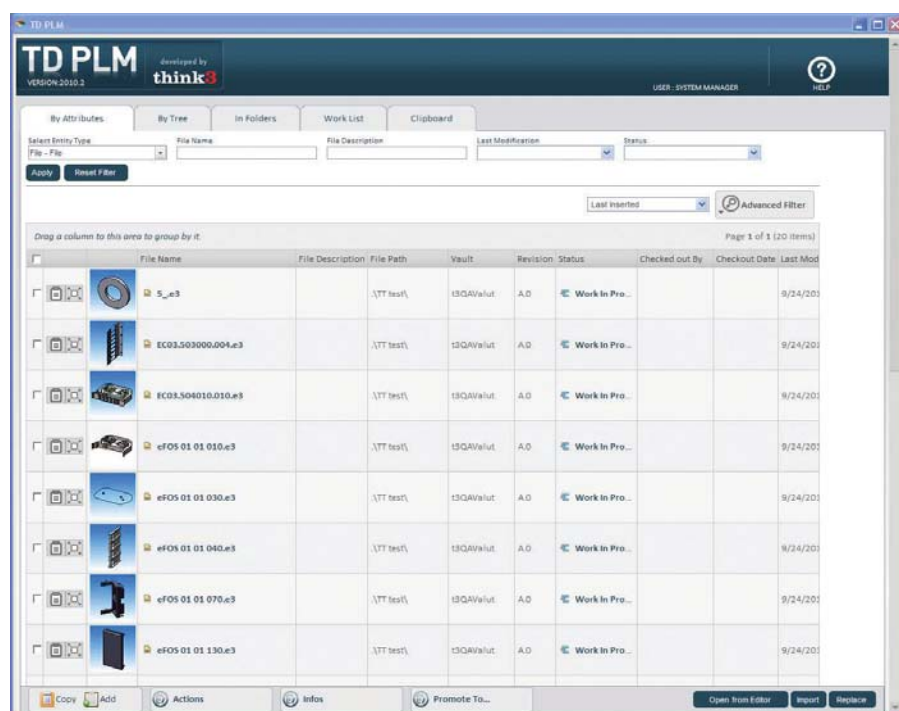 TD PLM
TD PLM developed by think3
VERSION:2010.2
USER : SYSTEM MANAGER
HELP
By Attributes By Tree In Folders Work List Clipboard
Select Entity Type File Name File Description Last Modification Status
File - File
Apply Reset Filter
Last Inserted Advanced Filter
Drag a column to this area to group by it. Page 1 of 1 (20 items)
File Name File Description File Path Vault Revision Status Checked out By Checkout Date Last Mod
5_.e3 .\TT test\ t3QAValut A.0 Work In Pro... 9/24/201
EC03.503000.004.e3 .\TT test\ t3QAValut A.0 Work In Pro... 9/24/201
EC03.504010.010.e3 .\TT test\ t3QAValut A.0 Work In Pro... 9/24/201
eFOS 01 01 010.e3 .\TT test\ t3QAValut A.0 Work In Pro... 9/24/201
eFOS 01 01 030.e3 .\TT test\ t3QAValut A.0 Work In Pro... 9/24/201
eFOS 01 01 040.e3 .\TT test\ t3QAValut A.0 Work In Pro... 9/24/201
eFOS 01 01 070.e3 .\TT test\ t3QAValut A.0 Work In Pro... 9/24/201
eFOS 01 01 130.e3 .\TT test\ t3QAValut A.0 Work In Pro... 9/24/201
Copy Add Actions Infos Promote To... Open from Editor Import Replace